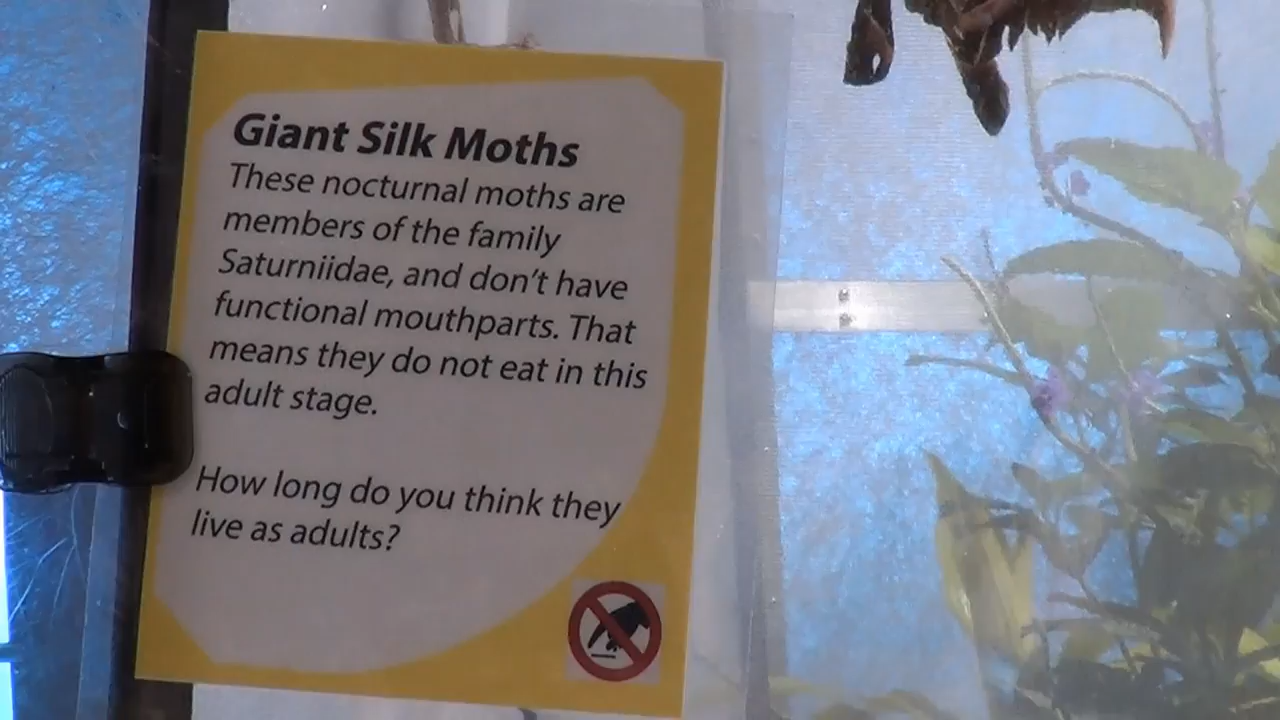 Giant Silk Moths
These nocturnal moths are
members of the family
Saturniidae, and don't have
functional mouthparts. That
means they do not eat in this
adult stage.
How long do you think they
live as adults?